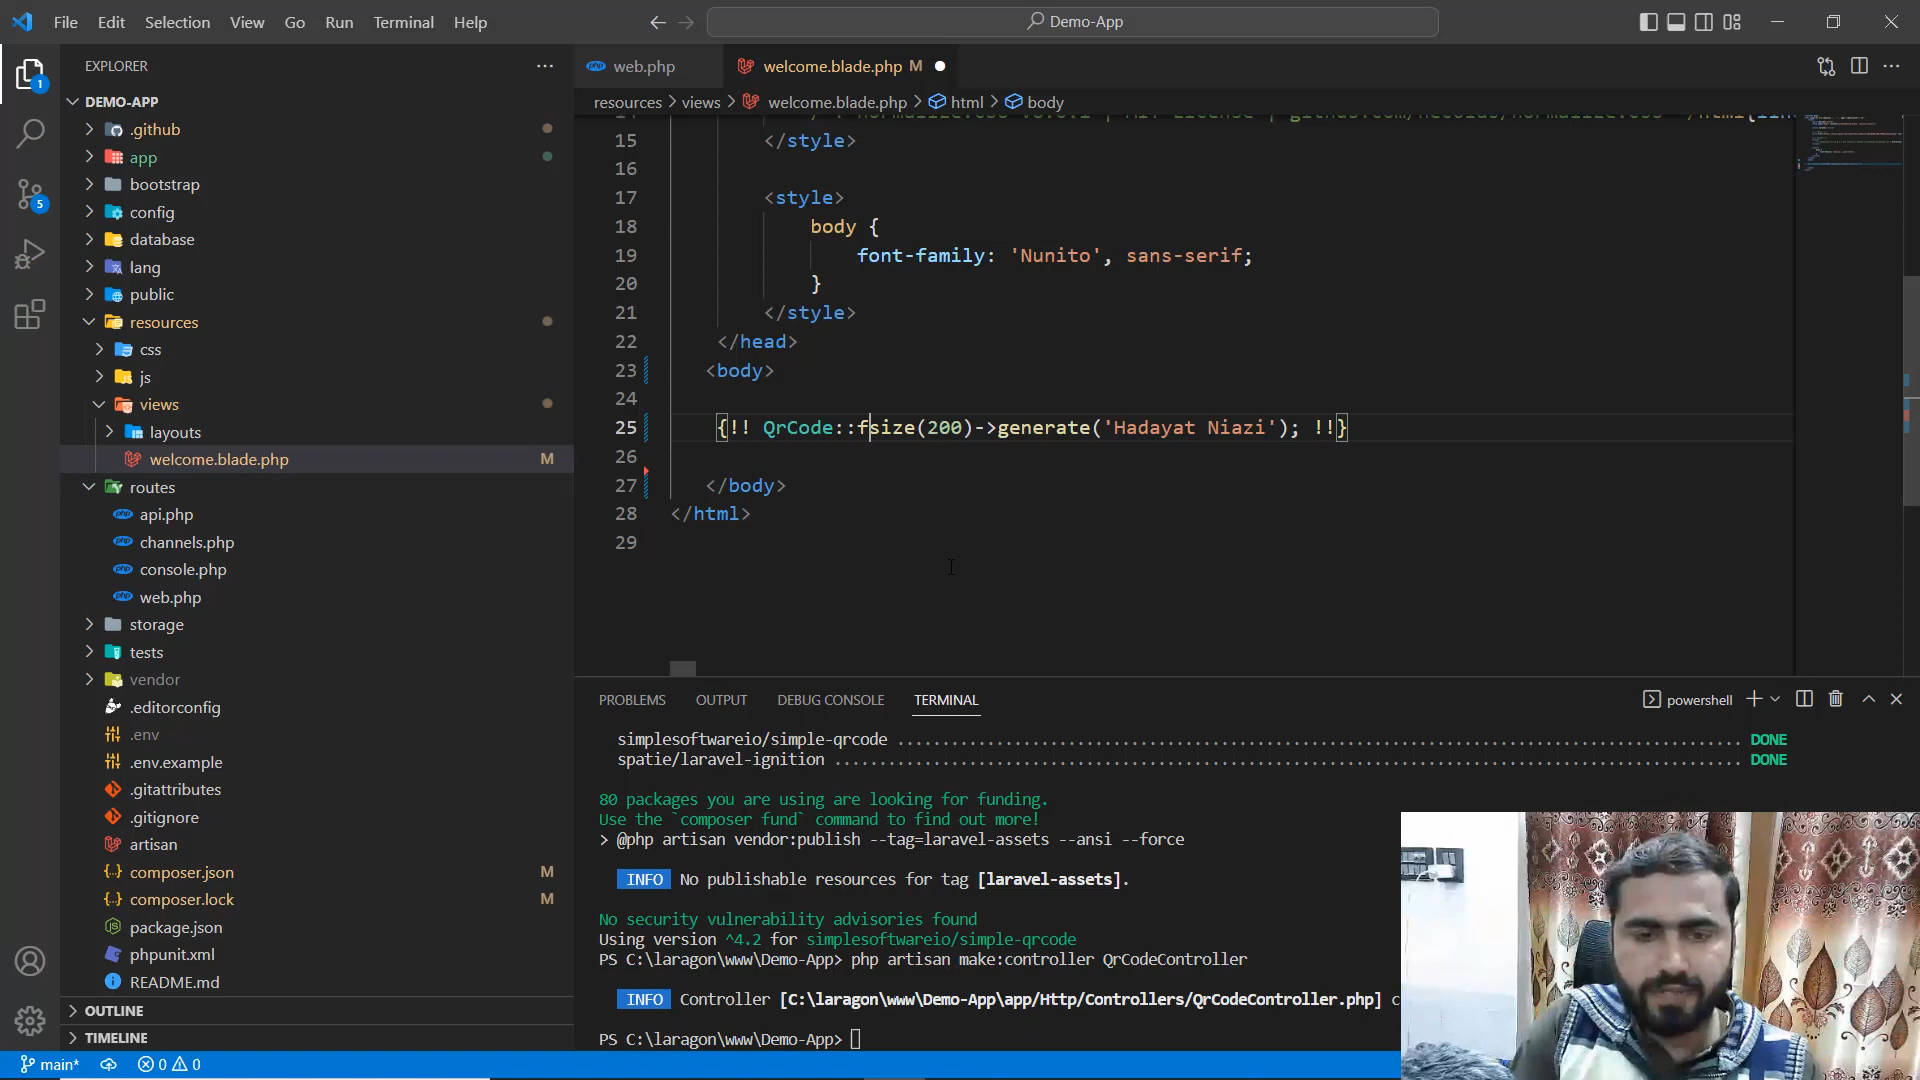 File Edit Selection View Go Run Terminal Help
Demo-App
EXPLORER
DEMO-APP
.github
app
bootstrap
config
database
lang
public
resources
css
js
views
layouts
welcome.blade.php M
routes
api.php
channels.php
console.php
web.php
storage
tests
vendor
.editorconfig
.env
.env.example
.gitattributes
.gitignore
artisan
composer.json M
composer.lock M
package.json
phpunit.xml
README.md
OUTLINE
TIMELINE
1
5
web.php
welcome.blade.php M
resources > views > welcome.blade.php > html > body
15 </style>
16
17 <style>
18 body {
19 font-family: 'Nunito', sans-serif;
20 }
21 </style>
22 </head>
23 <body>
24
25 {!! QrCode::fsize(200)->generate('Hadayat Niazi'); !!}
26
27 </body>
28 </html>
29
PROBLEMS OUTPUT DEBUG CONSOLE TERMINAL
powershell
simplesoftwareio/simple-qrcode ........................................................................ DONE
spatie/laravel-ignition ............................................................................. DONE
80 packages you are using are looking for funding.
Use the `composer fund` command to find out more!
> @php artisan vendor:publish --tag=laravel-assets --ansi --force
INFO No publishable resources for tag [laravel-assets].
No security vulnerability advisories found
Using version ^4.2 for simplesoftwareio/simple-qrcode
PS C:\laragon\www\Demo-App> php artisan make:controller QrCodeController
INFO Controller [C:\laragon\www\Demo-App\app/Http/Controllers/QrCodeController.php] c
PS C:\laragon\www\Demo-App>
main* 0 0